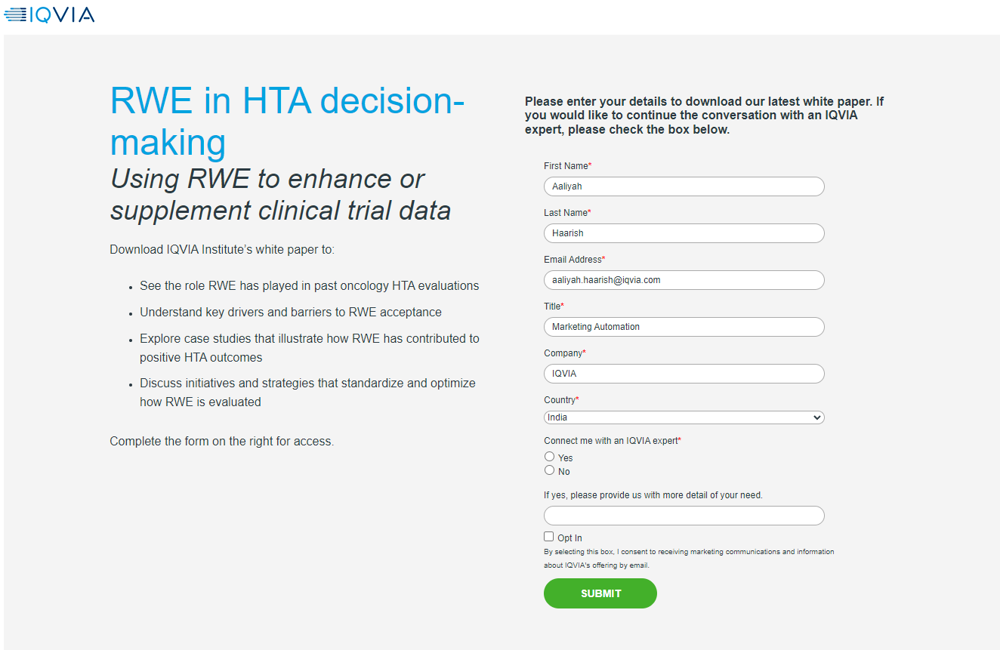 IQVIA
RWE in HTA decision-
making
Using RWE to enhance or
supplement clinical trial data
Download IQVIA Institute’s white paper to:
• See the role RWE has played in past oncology HTA evaluations
• Understand key drivers and barriers to RWE acceptance
• Explore case studies that illustrate how RWE has contributed to
positive HTA outcomes
• Discuss initiatives and strategies that standardize and optimize
how RWE is evaluated
Complete the form on the right for access.
Please enter your details to download our latest white paper. If
you would like to continue the conversation with an IQVIA
expert, please check the box below.
First Name*
Aaliyah
Last Name*
Haarish
Email Address*
aaliyah.haarish@iqvia.com
Title*
Marketing Automation
Company*
IQVIA
Country*
India
Connect me with an IQVIA expert*
Yes
No
If yes, please provide us with more detail of your need.
Opt In
By selecting this box, I consent to receiving marketing communications and information
about IQVIA's offering by email.
SUBMIT